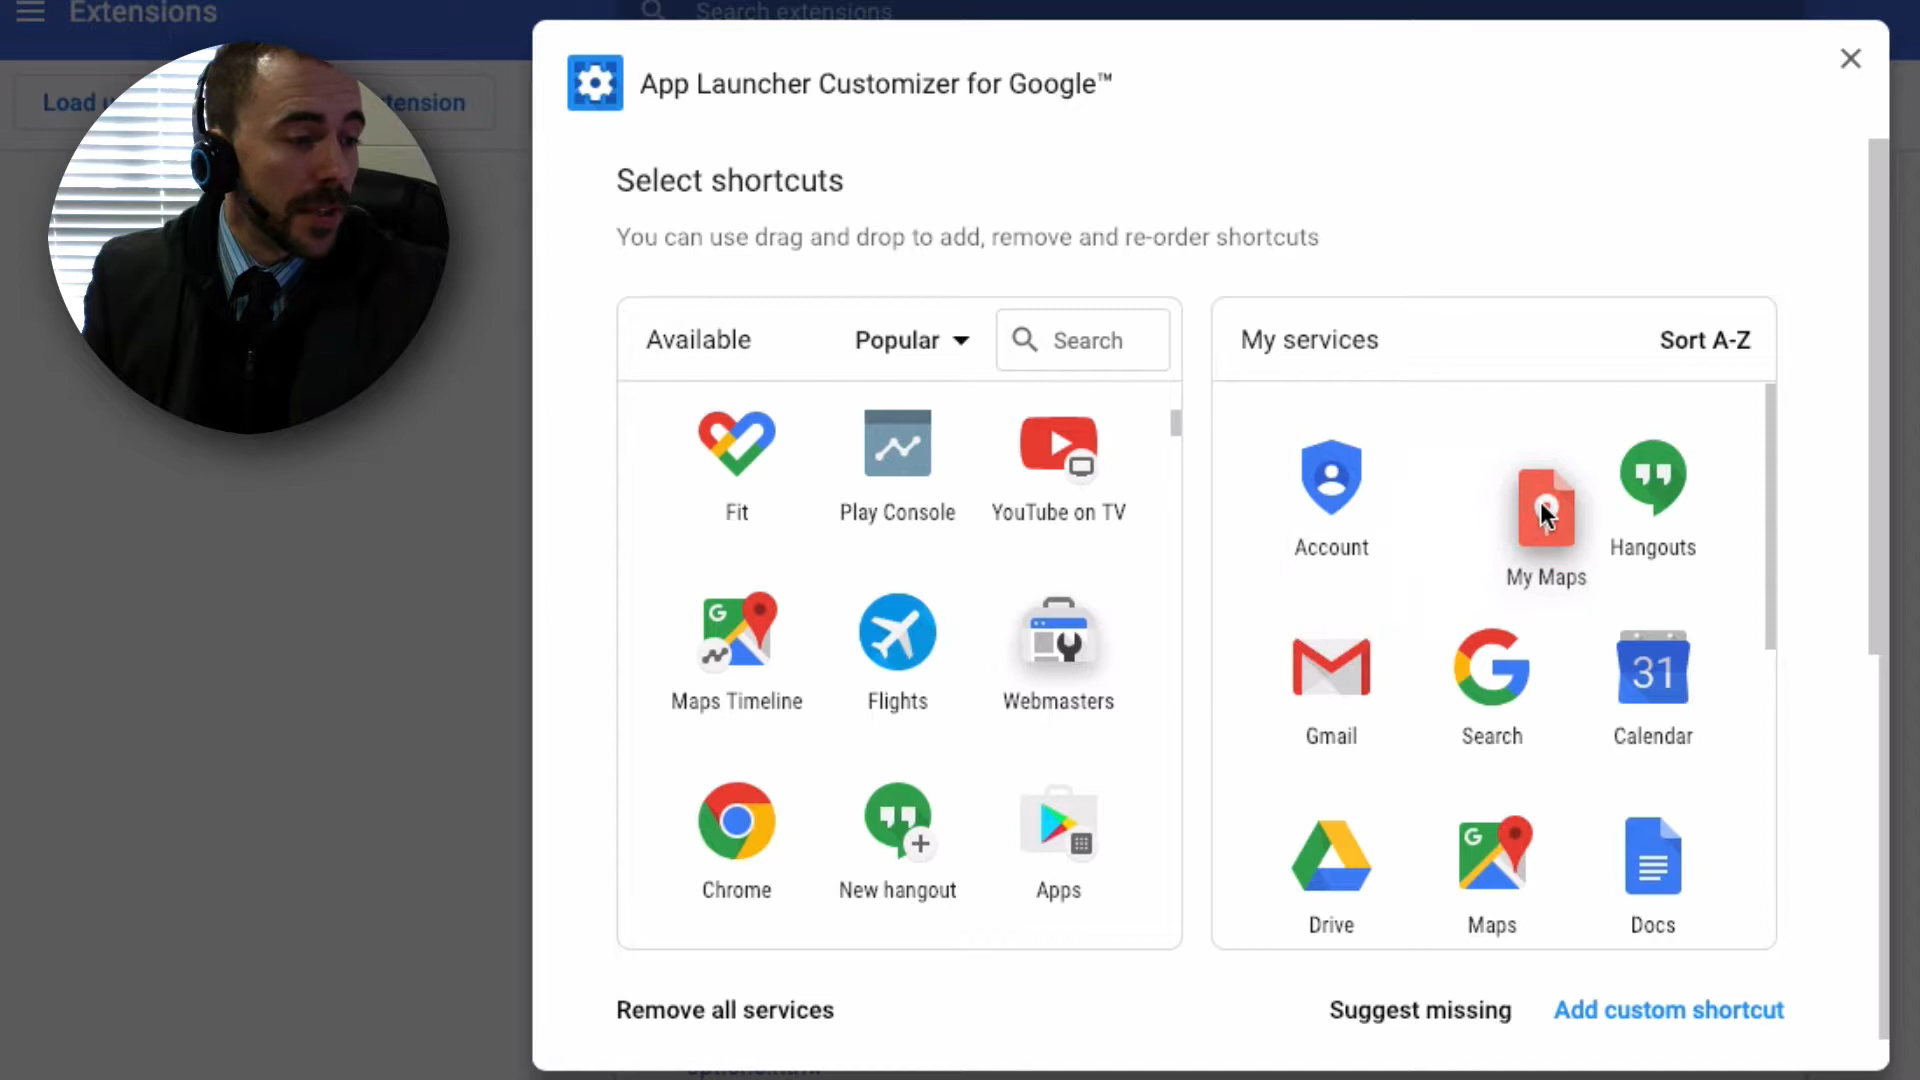 Extensions
Search extensions
Load u
tension
App Launcher Customizer for Google™
Select shortcuts
You can use drag and drop to add, remove and re-order shortcuts
Available
Popular
Search
My services
Sort A-Z
Fit
Play Console
YouTube on TV
Account
My Maps
Hangouts
Maps Timeline
Flights
Webmasters
Gmail
Search
31
Calendar
Chrome
New hangout
Apps
Drive
Maps
Docs
Remove all services
Suggest missing
Add custom shortcut